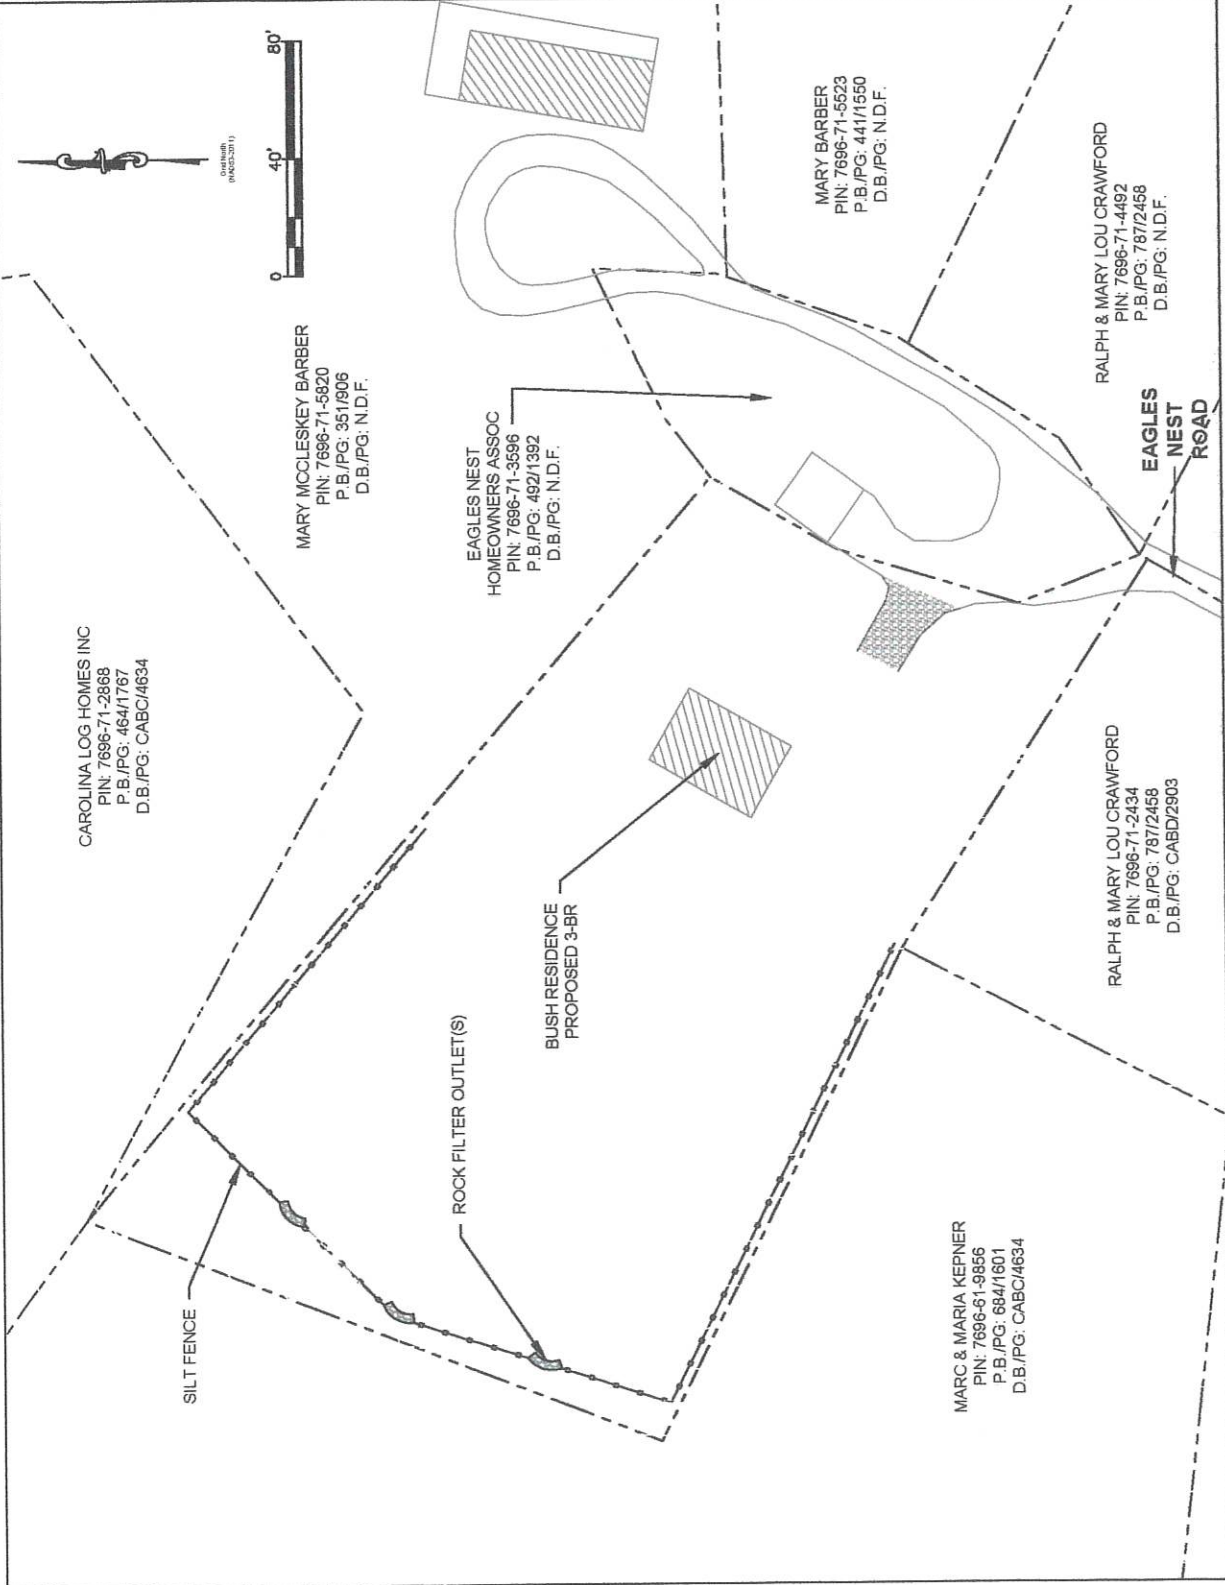 CAROLINA LOG HOMES INC
PIN: 7696-71-2868
P.B./PG: 464/1767
D.B./PG: CABC/4634
Grid North
(NAD83-2011)
0
40'
80'
MARY MCCLESKEY BARBER
PIN: 7696-71-5820
P.B./PG: 351/906
D.B./PG: N.D.F.
SILT FENCE
ROCK FILTER OUTLET(S)
BUSH RESIDENCE
PROPOSED 3-BR
EAGLES NEST
HOMEOWNERS ASSOC
PIN: 7696-71-3596
P.B./PG: 492/1392
D.B./PG: N.D.F.
MARY BARBER
PIN: 7696-71-5523
P.B./PG: 441/1550
D.B./PG: N.D.F.
MARC & MARIA KEPNER
PIN: 7696-61-9856
P.B./PG: 684/1601
D.B./PG: CABC/4634
RALPH & MARY LOU CRAWFORD
PIN: 7696-71-2434
P.B./PG: 787/2458
D.B./PG: CABD/2903
RALPH & MARY LOU CRAWFORD
PIN: 7696-71-4492
P.B./PG: 787/2458
D.B./PG: N.D.F.
EAGLES
NEST
ROAD